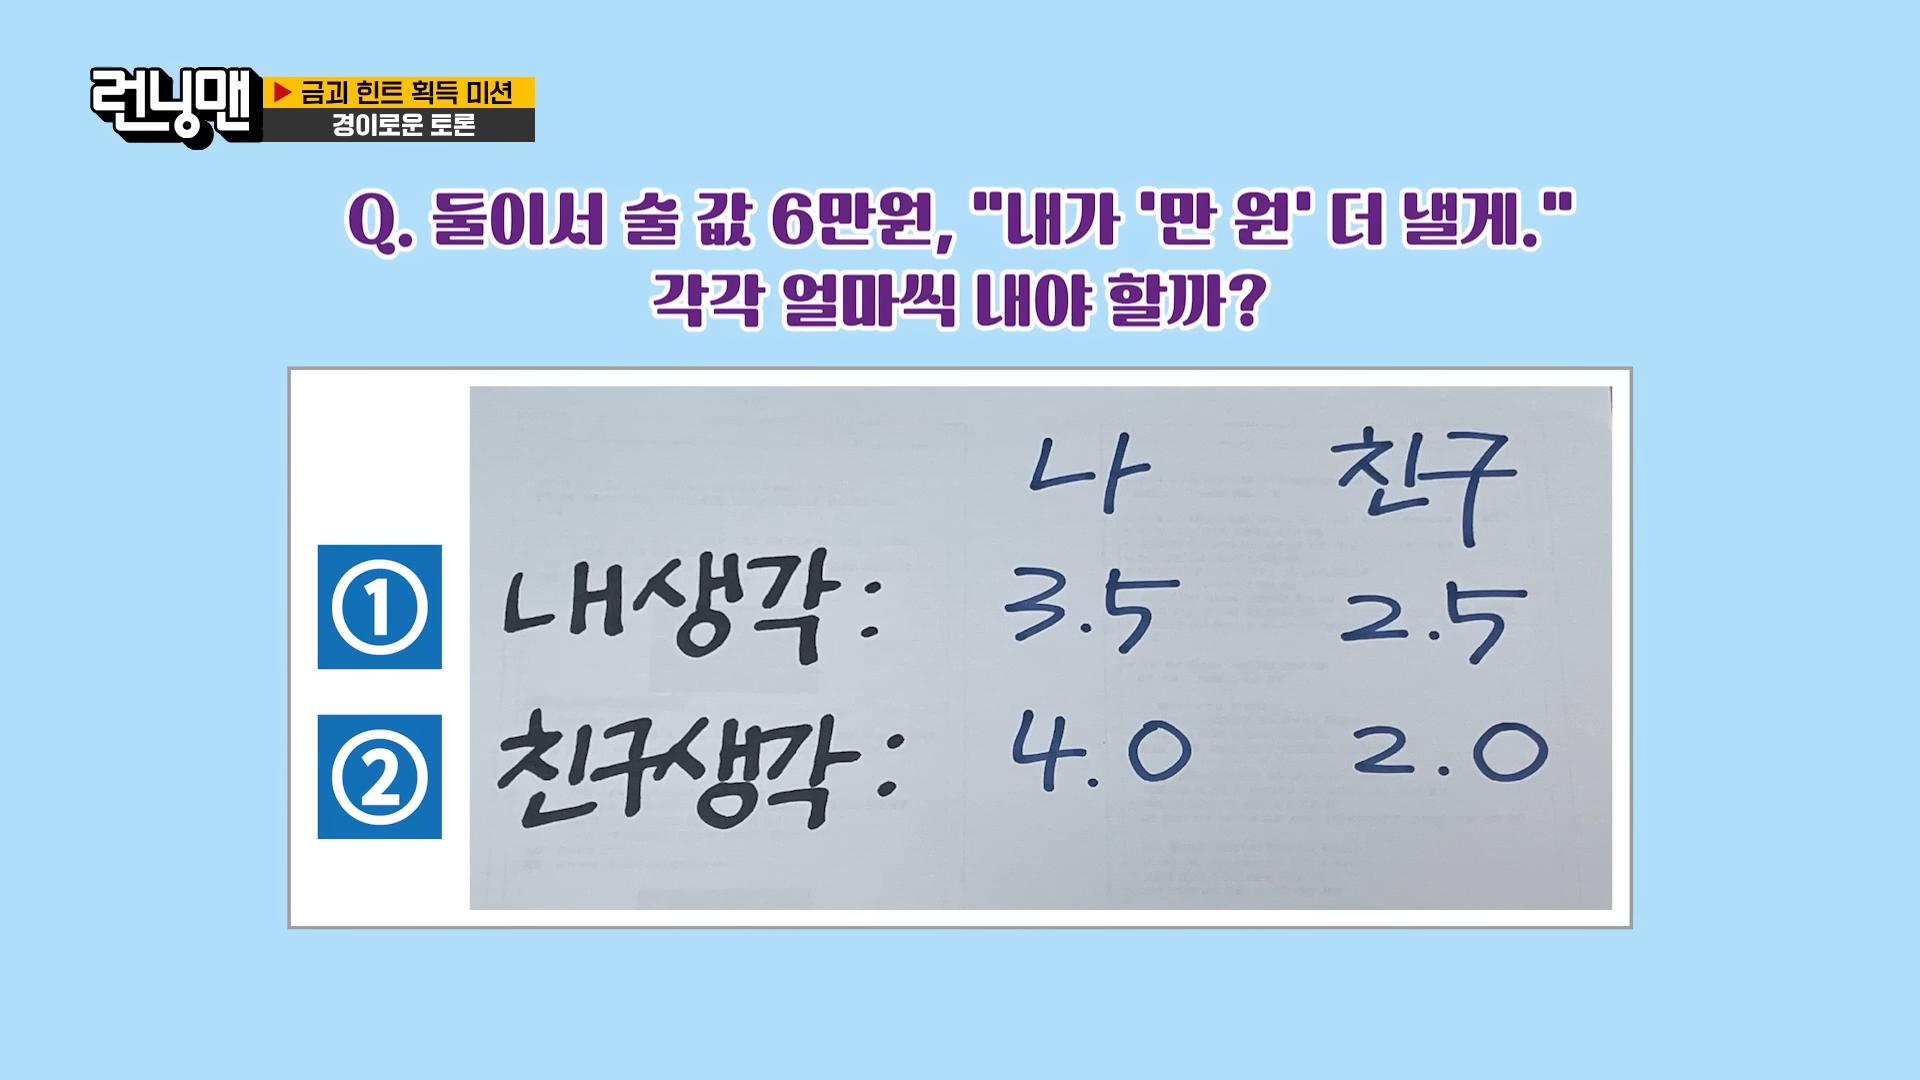 런닝맨
▶ 금괴 힌트 획득 미션
경이로운 토론
Q. 둘이서 술 값 6만원, "내가 '만 원' 더 낼게."
각각 얼마씩 내야 할까?
나 친구
① 내생각: 3.5 2.5
② 친구생각: 4.0 2.0